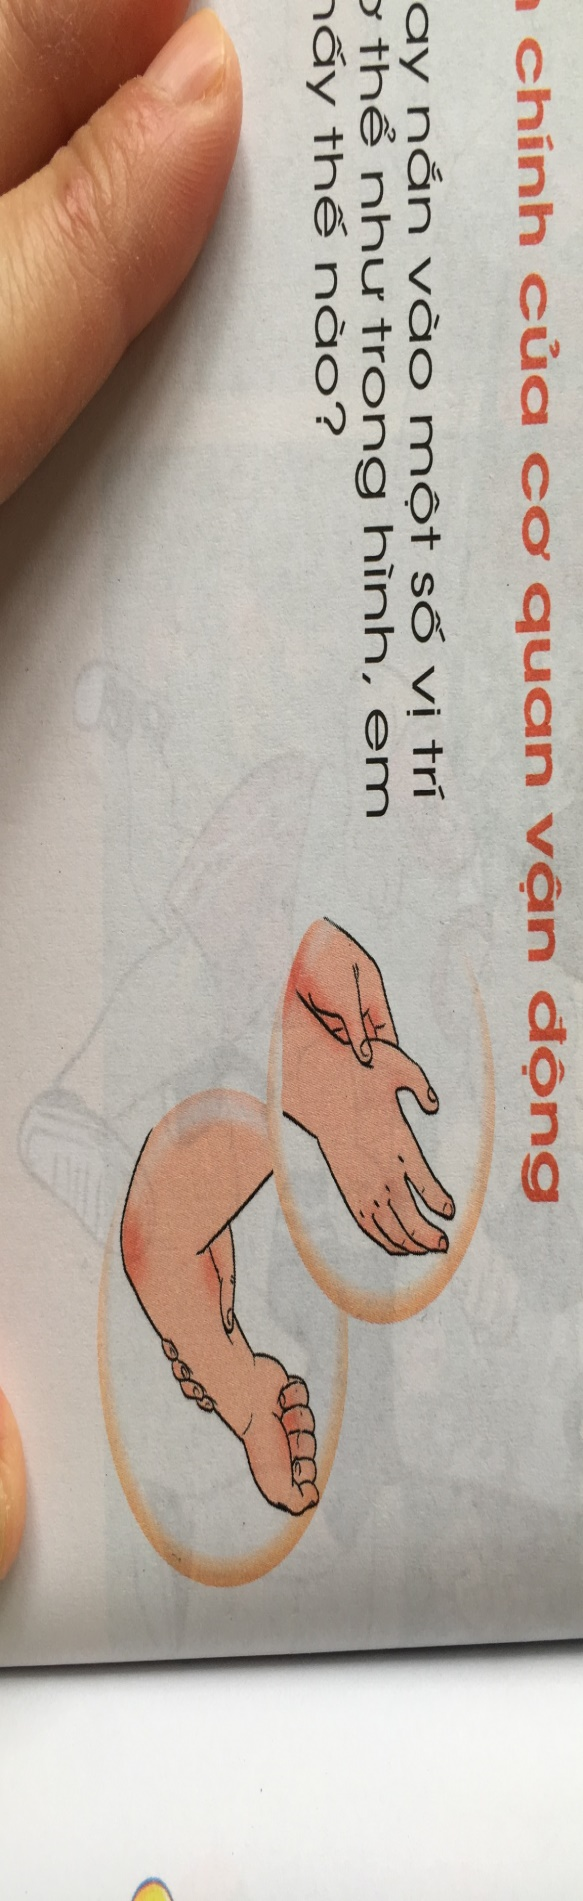 chính của cơ quan vận động
ay nắn vào một số vị trí
thể như trong hình, em
thế nào?